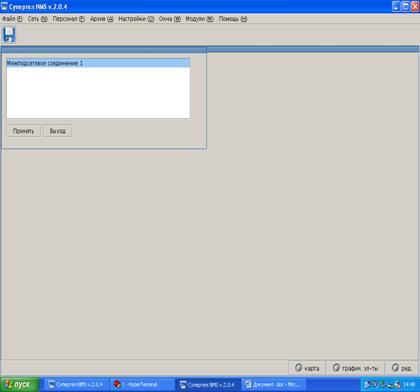 Супертел NMS v.2.0.4
Файл (F) Сеть (N) Персонал (P) Архив (A) Настройки (O) Окна (W) Модули (M) Помощь (H)
Межподсетевое соединение 1
Принять Выход
карта график. эл-ты ред.
пуск Супертел NMS v.2.0.4 1 - HyperTerminal Супертел NMS v.2.0.4 Документ .doc - Micr... 14:48